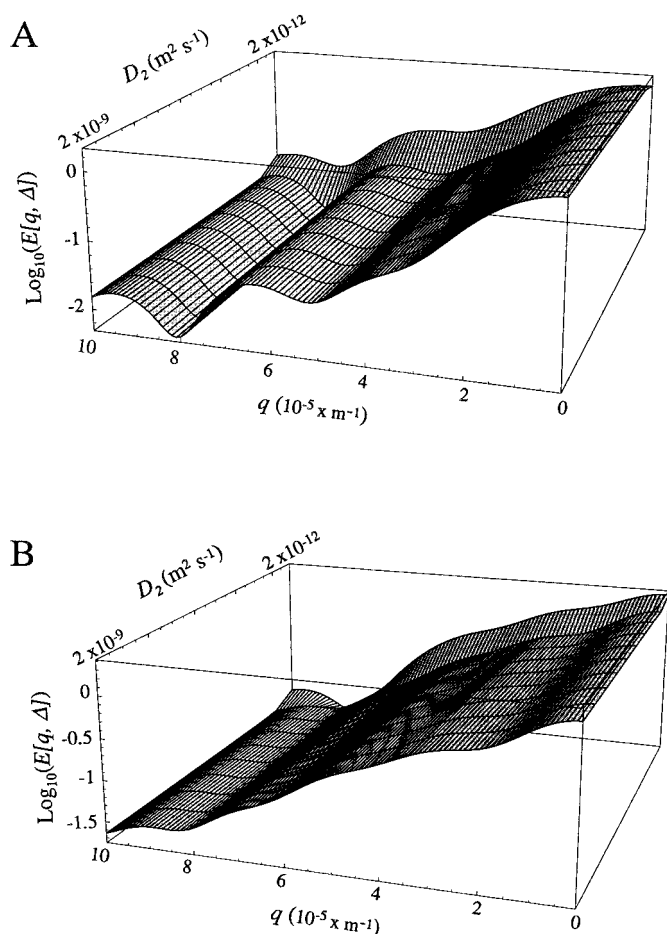 A
D₂ (m² s⁻¹)
2 x10⁻¹²
2 x10⁻⁹
0
-1
-2
Log₁₀(E[q, Δ])
10
8
6
4
2
0
q (10⁻⁵ x m⁻¹)
B
D₂ (m² s⁻¹)
2 x10⁻¹²
2 x10⁻⁹
0
-0.5
-1
-1.5
Log₁₀(E[q, Δ])
10
8
6
4
2
0
q (10⁻⁵ x m⁻¹)